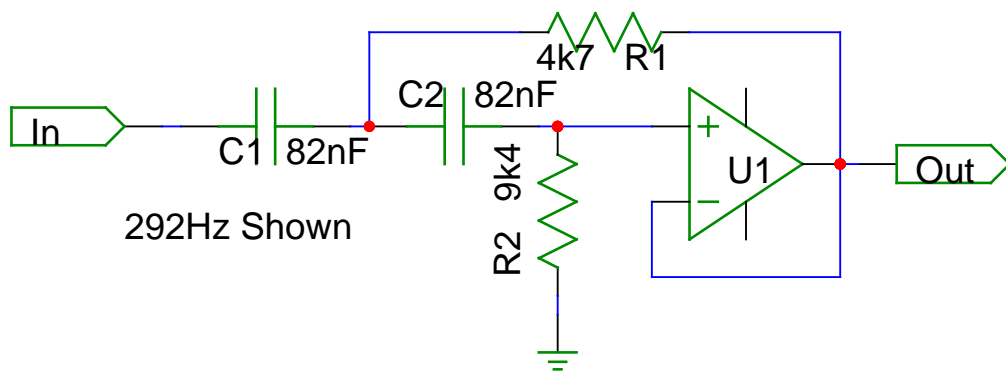 4k7 R1
C2 82nF
In
C1 82nF
+
U1
Out
9k4
−
292Hz Shown
R2